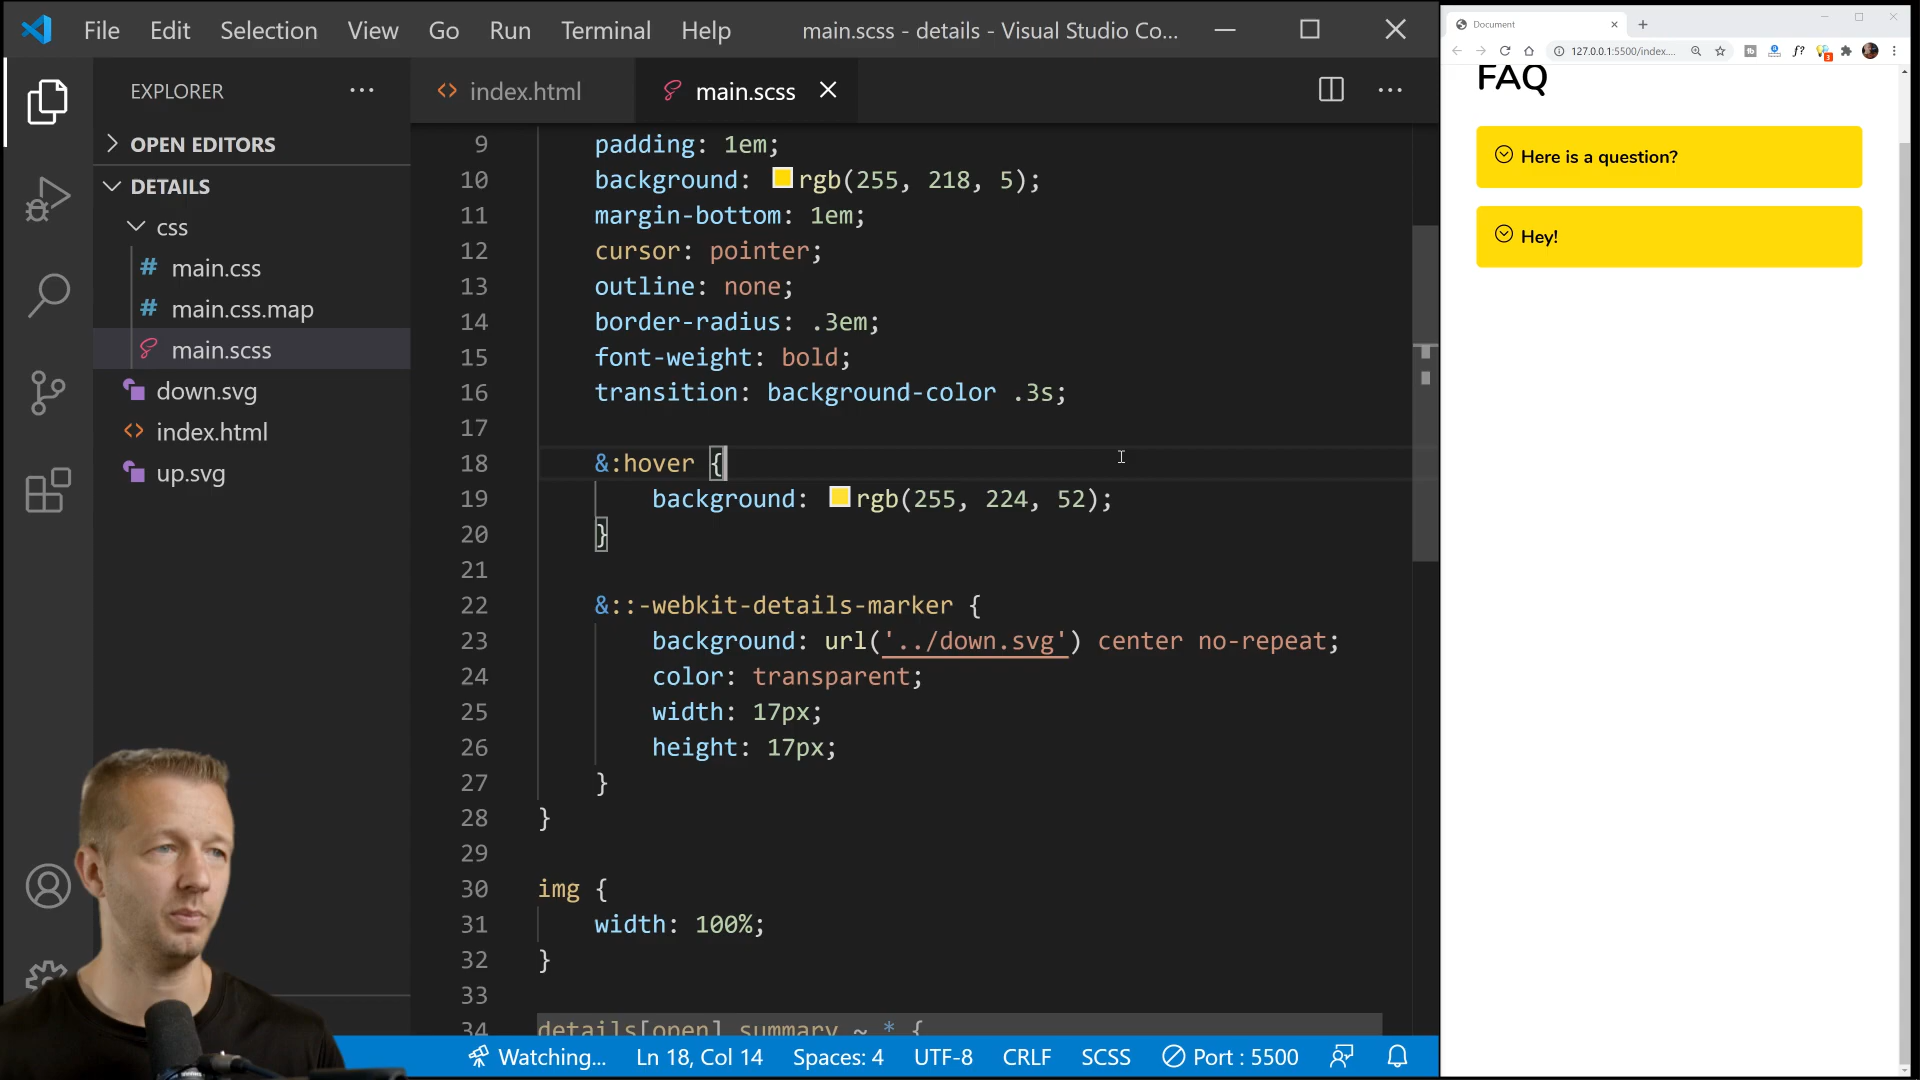 File Edit Selection View Go Run Terminal Help main.scss - details - Visual Studio Co...
EXPLORER
OPEN EDITORS
DETAILS
css
main.css
main.css.map
main.scss
down.svg
index.html
up.svg
index.html main.scss
9 padding: 1em;
10 background: rgb(255, 218, 5);
11 margin-bottom: 1em;
12 cursor: pointer;
13 outline: none;
14 border-radius: .3em;
15 font-weight: bold;
16 transition: background-color .3s;
17
18 &:hover {
19 background: rgb(255, 224, 52);
20 }
21
22 &::-webkit-details-marker {
23 background: url('../down.svg') center no-repeat;
24 color: transparent;
25 width: 17px;
26 height: 17px;
27 }
28 }
29
30 img {
31 width: 100%;
32 }
33
34 details[open] summary ~ * {
Watching... Ln 18, Col 14 Spaces: 4 UTF-8 CRLF SCSS Port : 5500
Document
127.0.0.1:5500/index...
FAQ
Here is a question?
Hey!